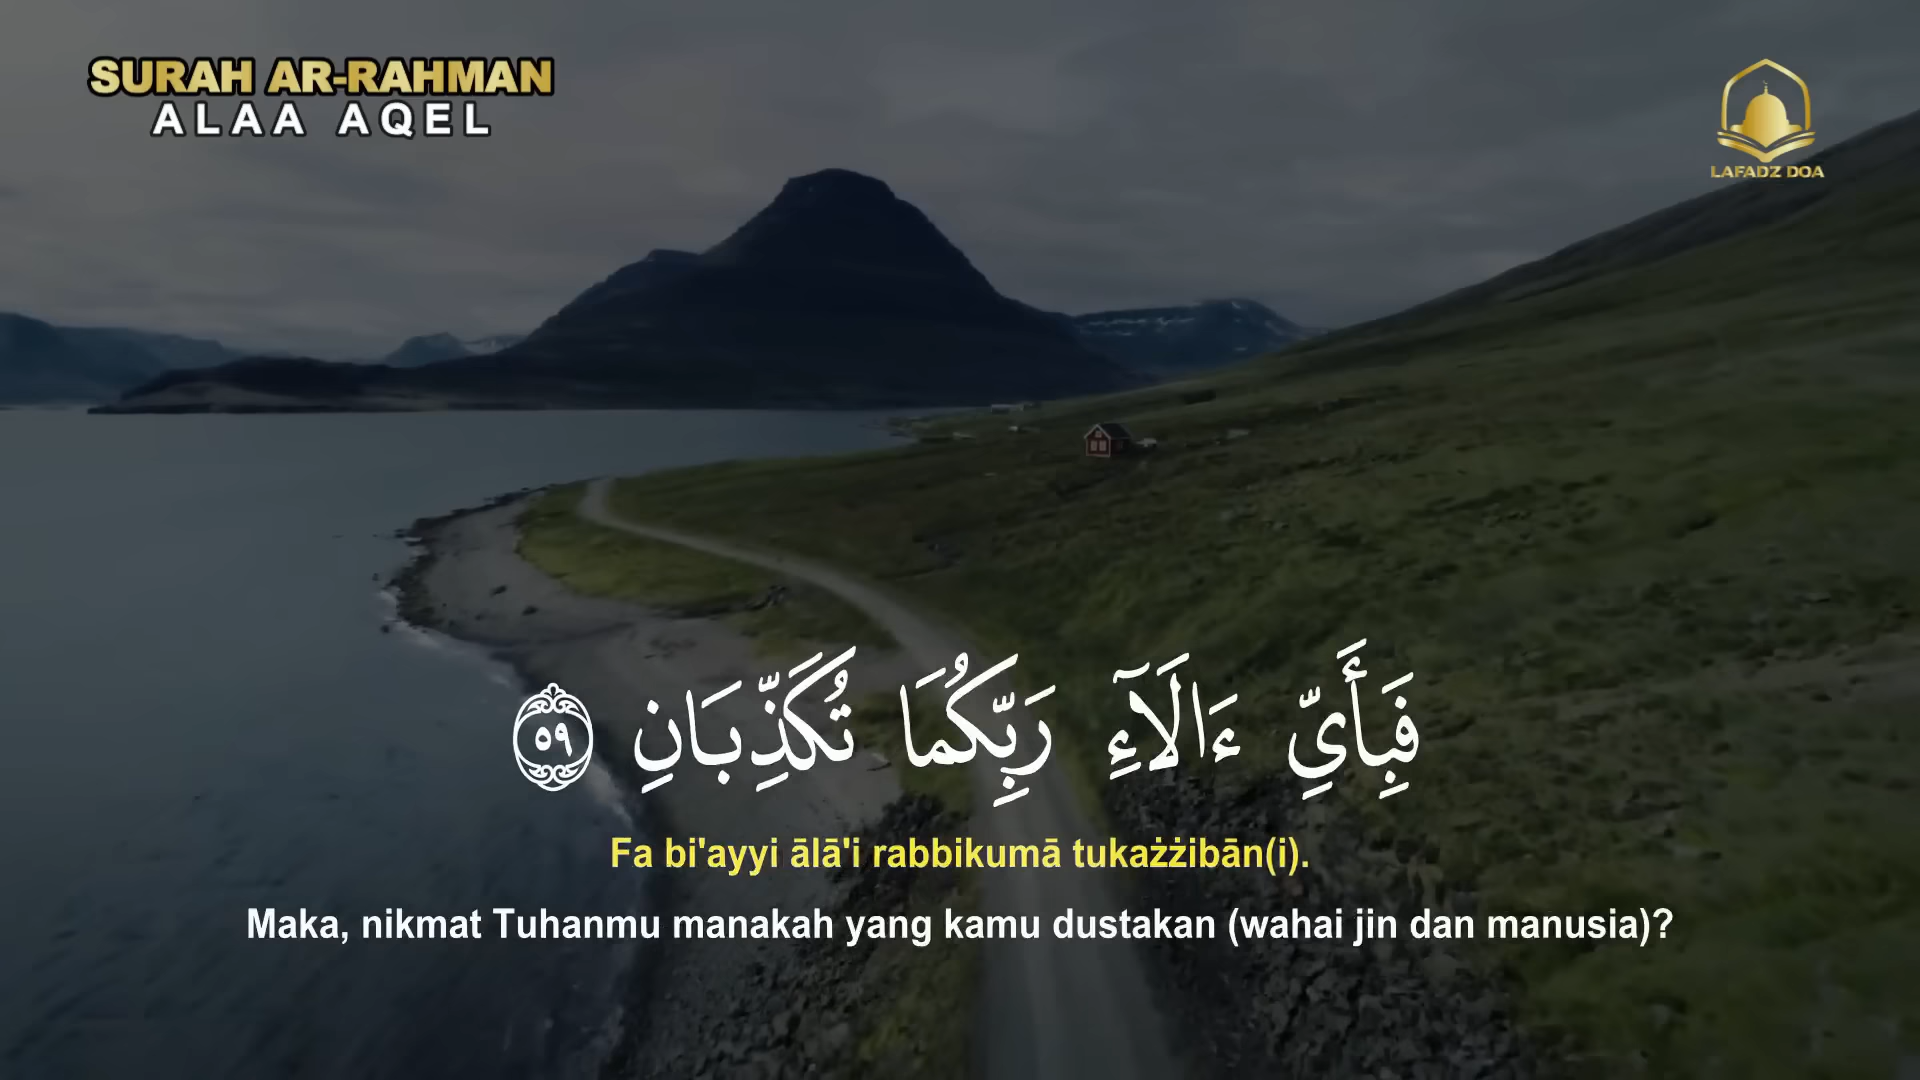 SURAH AR-RAHMAN
ALAA AQEL
LAFADZ DOA
فَبِأَيِّ ءَالَآءِ رَبِّكُمَا تُكَذِّبَانِ ٥٩
Fa bi'ayyi ālā'i rabbikumā tukażżibān(i).
Maka, nikmat Tuhanmu manakah yang kamu dustakan (wahai jin dan manusia)?